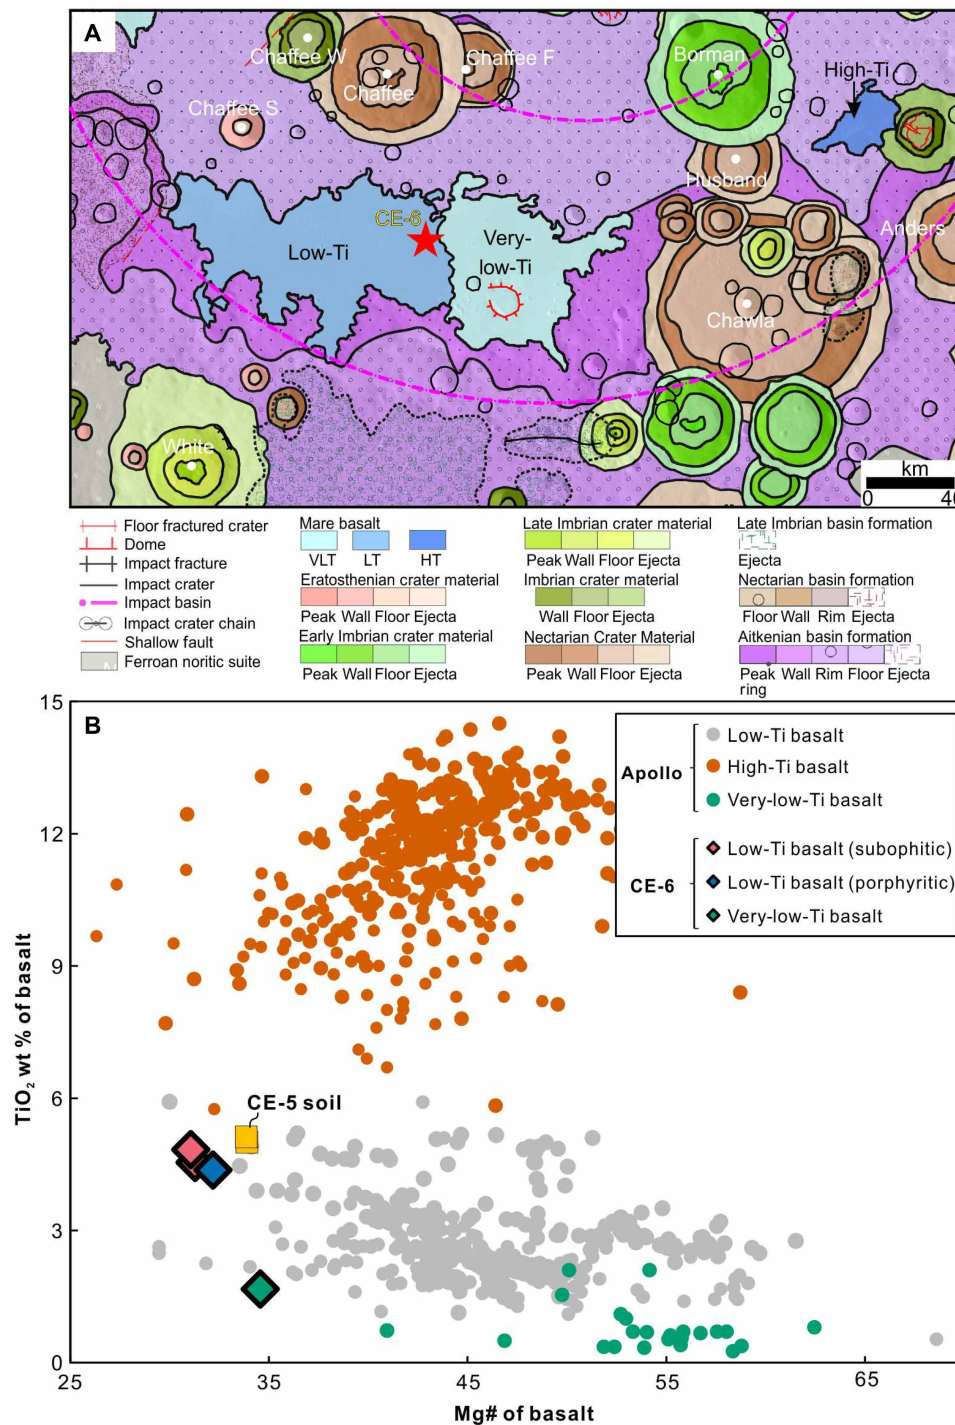 A
Chaffee W
Chaffee F
Borman
High-Ti
Chaffee
Chaffee S
Husband
CE-6
Anders
Low-Ti
Very-
low-Ti
Chawla
White
km
0 40
Floor fractured crater
Dome
Impact fracture
Impact crater
Impact basin
Impact crater chain
Shallow fault
Ferroan noritic suite
Mare basalt
VLT LT HT
Eratosthenian crater material
Peak Wall Floor Ejecta
Early Imbrian crater material
Peak Wall Floor Ejecta
Late Imbrian crater material
Peak Wall Floor Ejecta
Imbrian crater material
Wall Floor Ejecta
Nectarian Crater Material
Peak Wall Floor Ejecta
Late Imbrian basin formation
Ejecta
Nectarian basin formation
Floor Wall Rim Ejecta
Aitkenian basin formation
Peak Wall Rim Floor Ejecta
ring
B
15
12
9
6
3
0
TiO₂ wt % of basalt
Apollo
Low-Ti basalt
High-Ti basalt
Very-low-Ti basalt
CE-6
Low-Ti basalt (subophitic)
Low-Ti basalt (porphyritic)
Very-low-Ti basalt
CE-5 soil
25 35 45 55 65
Mg# of basalt